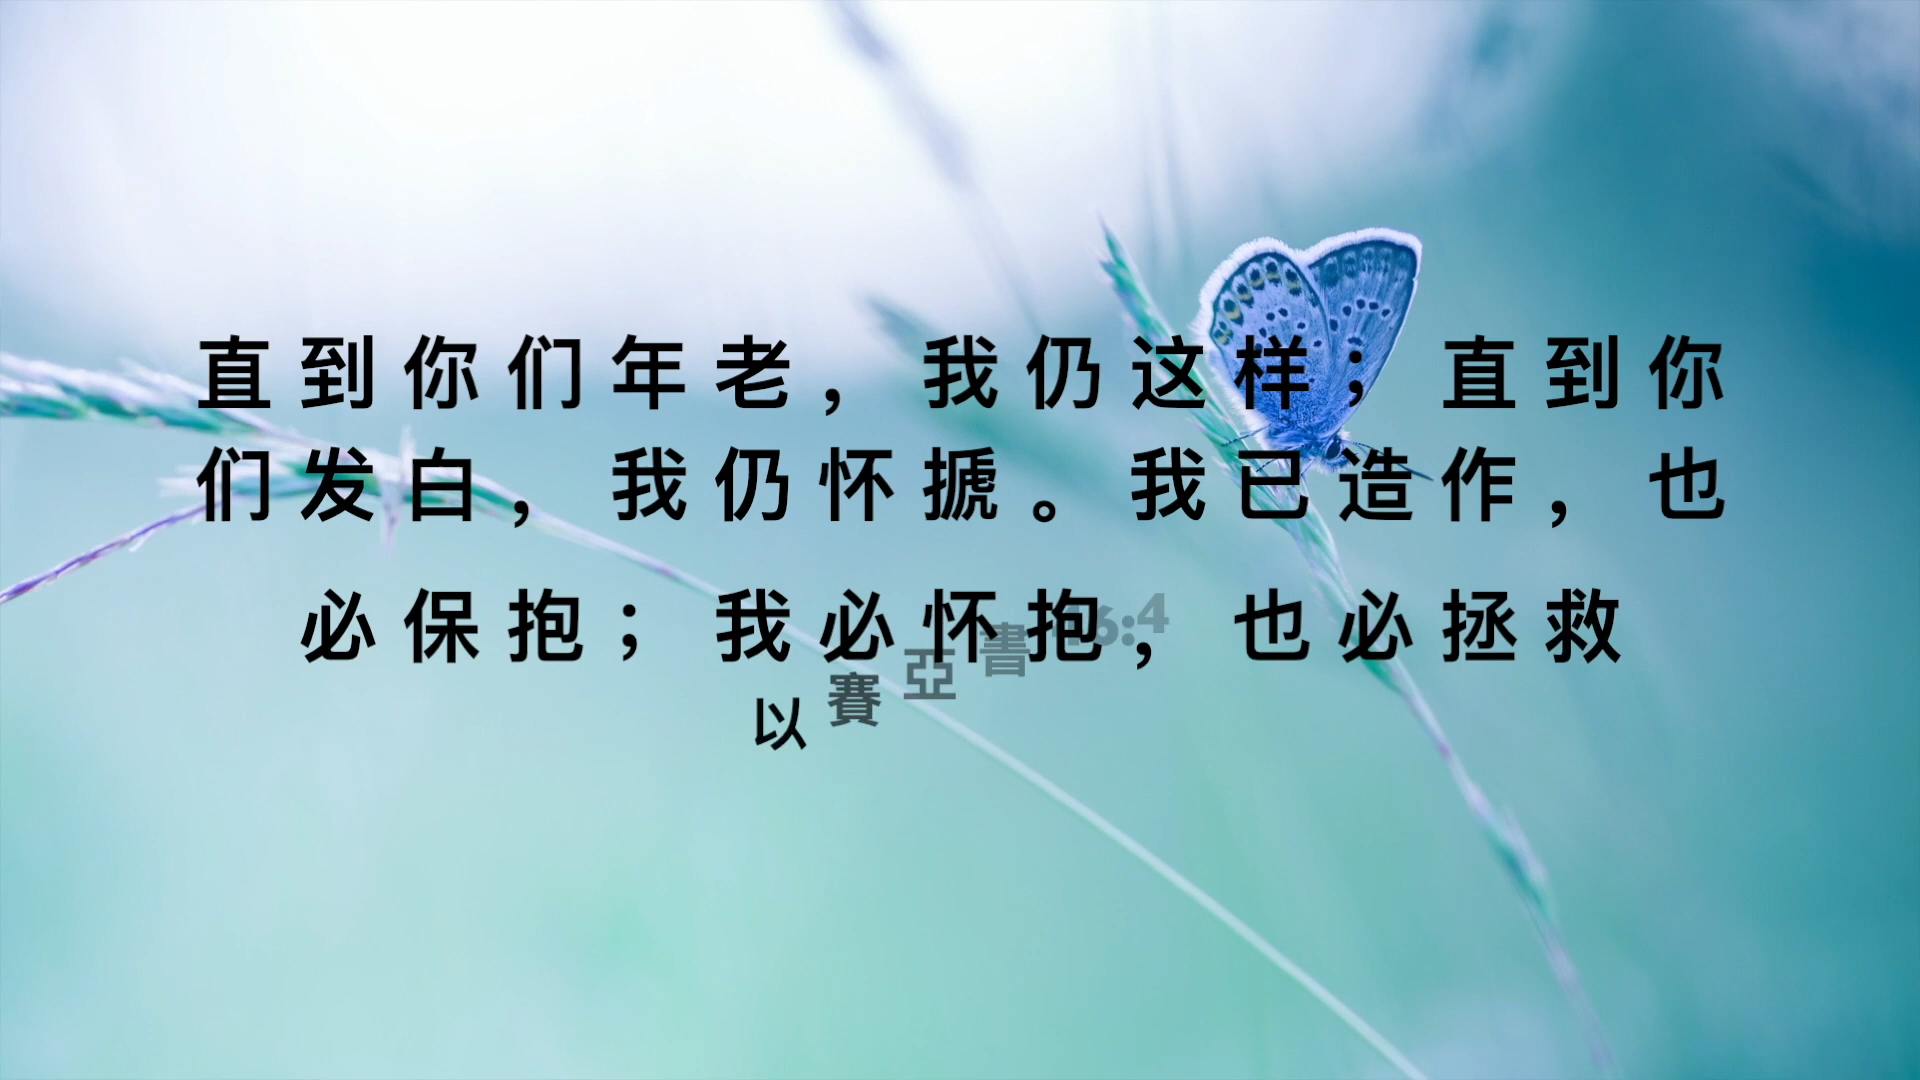 直到你们年老，我仍这样；直到你
们发白，我仍怀搋。我已造作，也
必保抱；我必怀抱，也必拯救
以賽亞書 46:4